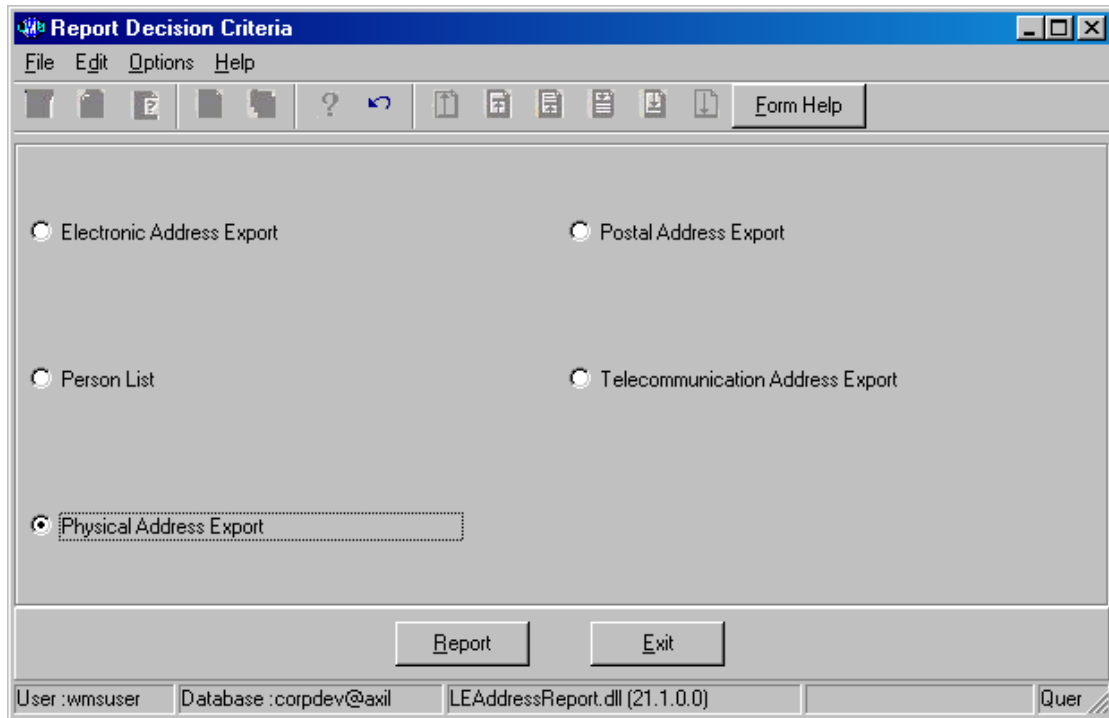 Report Decision Criteria
File Edit Options Help
? ? Form Help
Electronic Address Export
Postal Address Export
Person List
Telecommunication Address Export
Physical Address Export
Report Exit
User :wmsuser Database :corpdev@axil LEAddressReport.dll (21.1.0.0) Quer